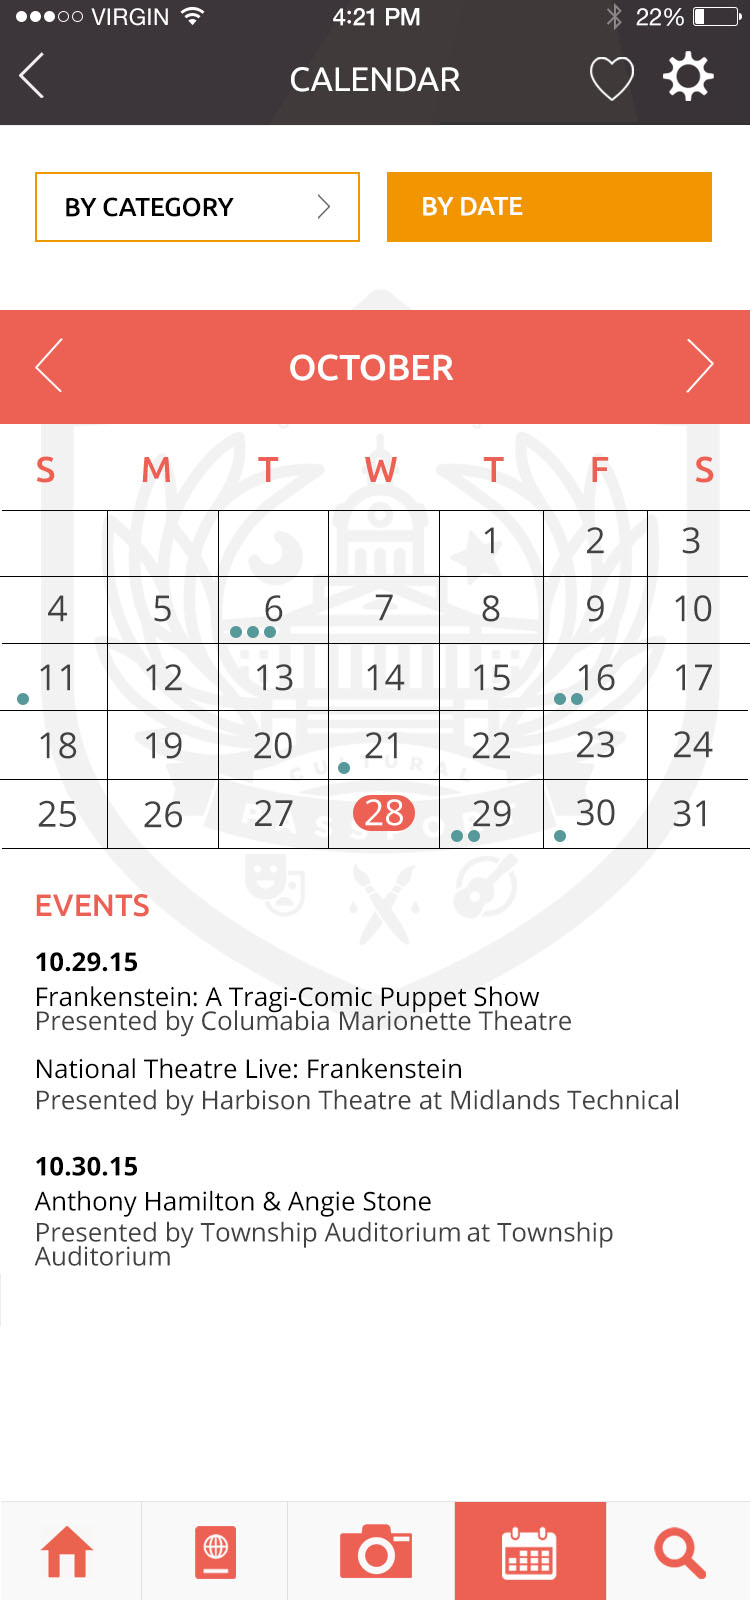 VIRGIN 4:21 PM 22%
CALENDAR
BY CATEGORY BY DATE
OCTOBER
S M T W T F S
1 2 3
4 5 6 7 8 9 10
11 12 13 14 15 16 17
18 19 20 21 22 23 24
CULTURAL
25 26 27 28 29 30 31
EVENTS
10.29.15
Frankenstein: A Tragi-Comic Puppet Show
Presented by Columabia Marionette Theatre
National Theatre Live: Frankenstein
Presented by Harbison Theatre at Midlands Technical
10.30.15
Anthony Hamilton & Angie Stone
Presented by Township Auditorium at Township
Auditorium